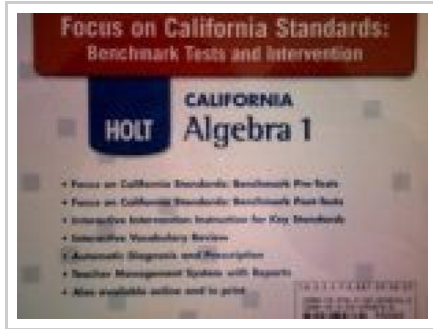 Focus on California Standards:
Benchmark Tests and Intervention
CALIFORNIA
HOLT Algebra 1
• Focus on California Standards: Benchmark Pre-Tests
• Focus on California Standards: Benchmark Post-Tests
• Interactive Intervention Instruction for Key Standards
• Interactive Vocabulary Review
• Automatic Diagnosis and Prescription
• Teacher Management System with Reports
• Also available online and in print